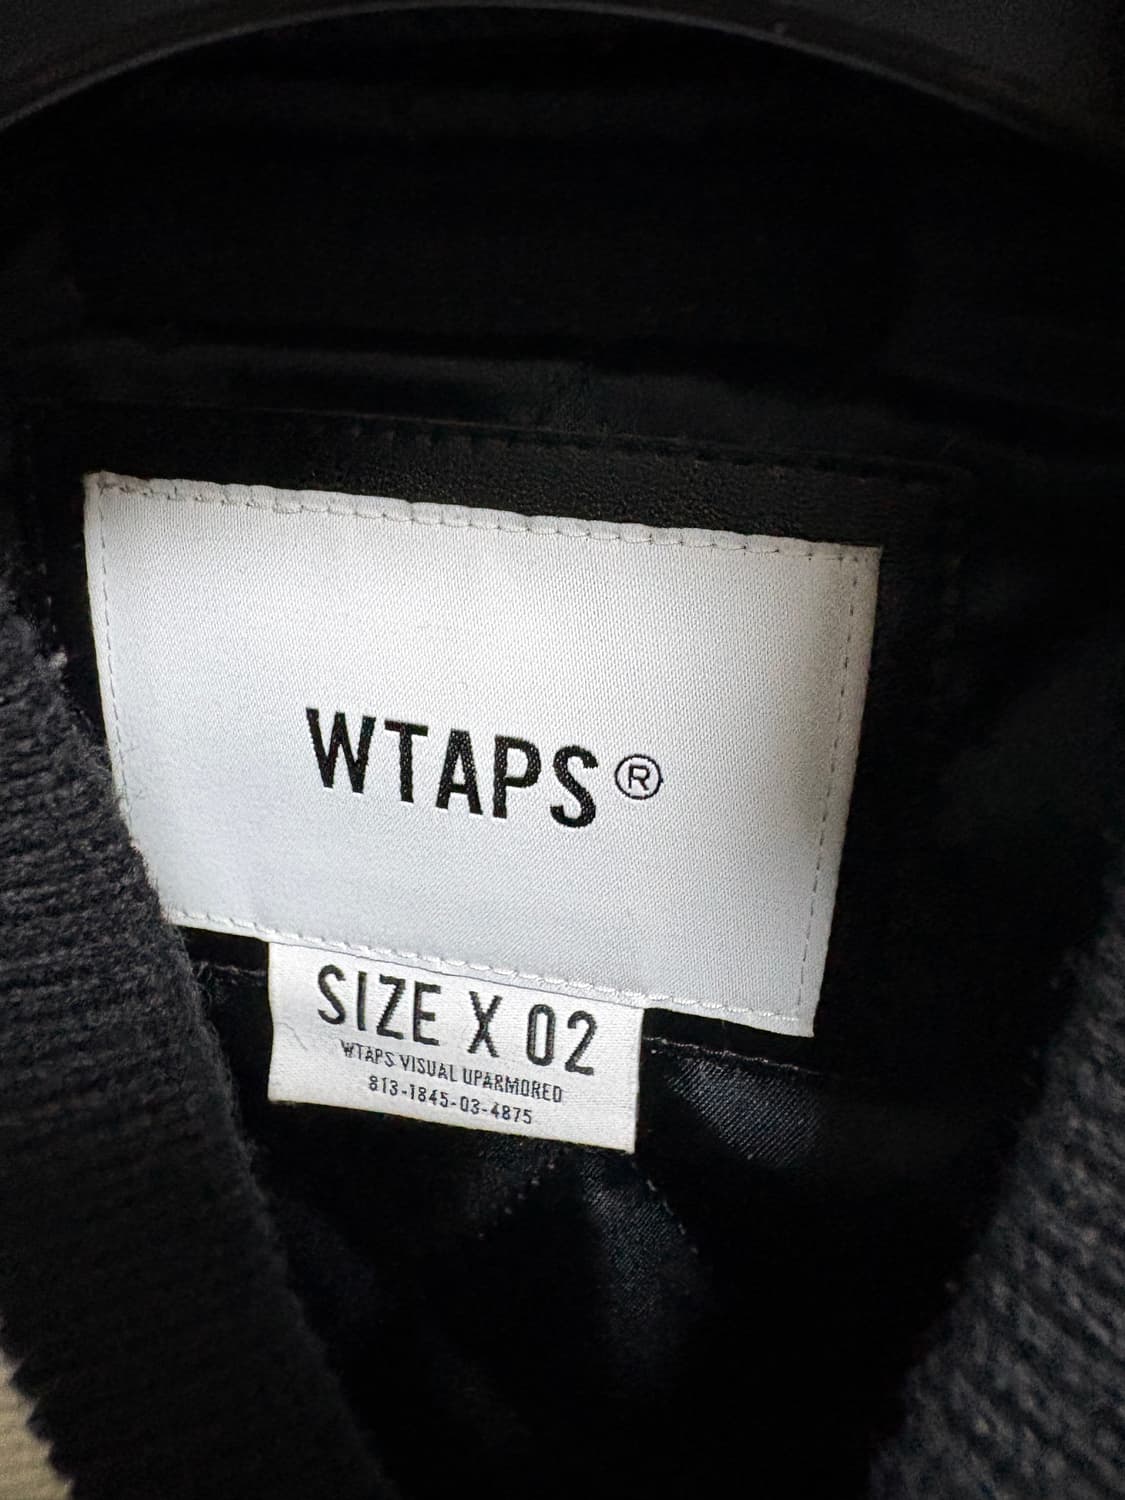 WTAPS®
SIZE X 02
WTAPS VISUAL UPARMORED
813-1845-03-4875